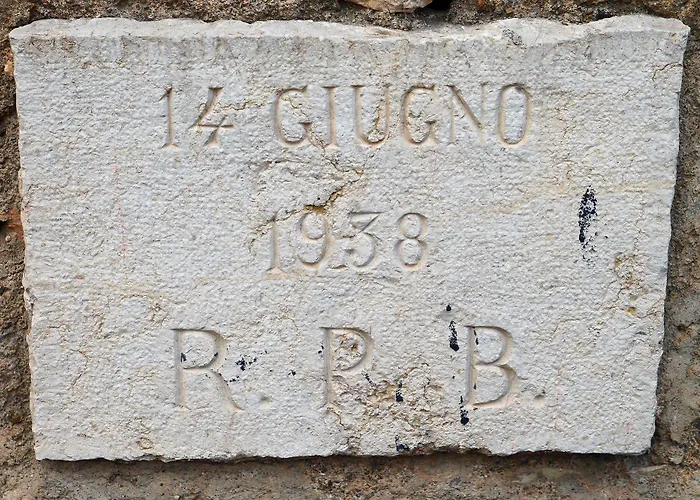 14 GIUGNO
1938
R. P. B.